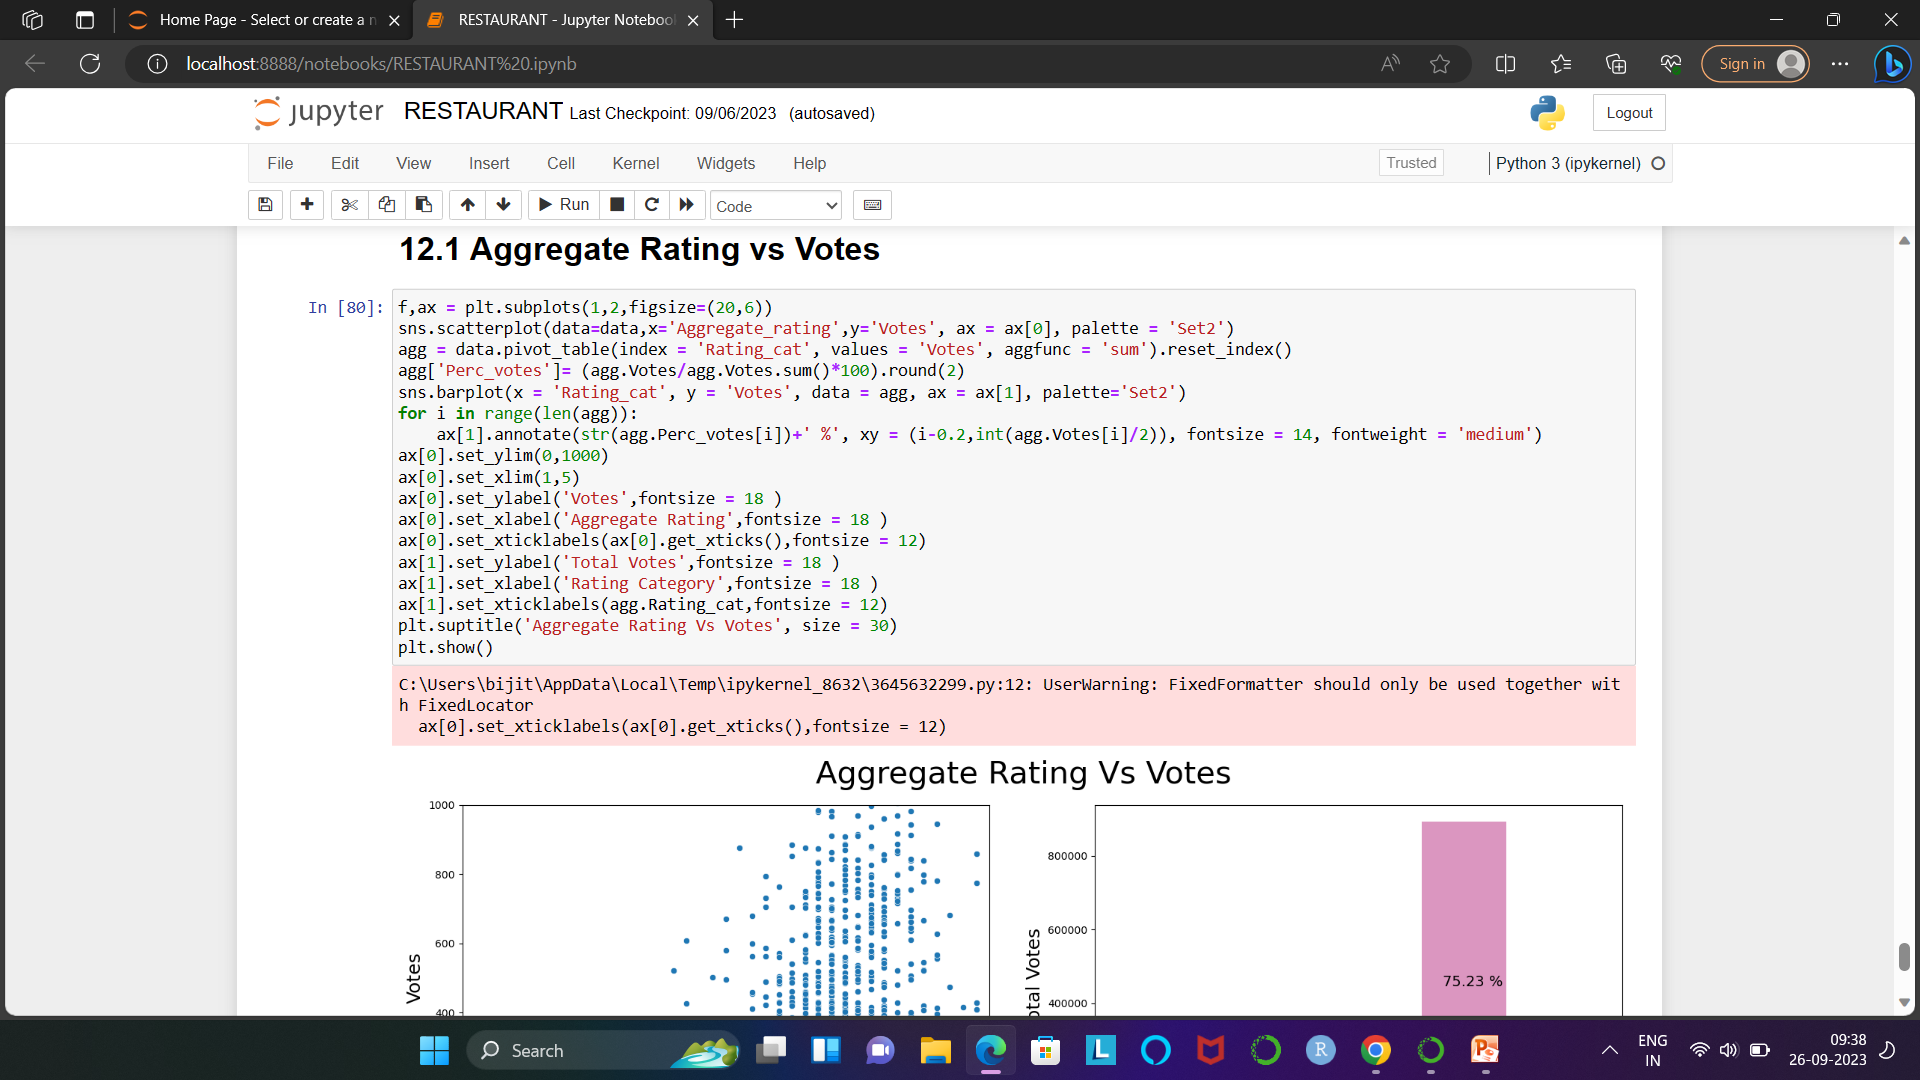 Home Page - Select or create a n
RESTAURANT - Jupyter Notebook
localhost:8888/notebooks/RESTAURANT%20.ipynb
Sign in
jupyter RESTAURANT Last Checkpoint: 09/06/2023 (autosaved)
Logout
File Edit View Insert Cell Kernel Widgets Help
Trusted
Python 3 (ipykernel)
Run
Code
12.1 Aggregate Rating vs Votes
In [80]:
f,ax = plt.subplots(1,2,figsize=(20,6))
sns.scatterplot(data=data,x='Aggregate_rating',y='Votes', ax = ax[0], palette = 'Set2')
agg = data.pivot_table(index = 'Rating_cat', values = 'Votes', aggfunc = 'sum').reset_index()
agg['Perc_votes']= (agg.Votes/agg.Votes.sum()*100).round(2)
sns.barplot(x = 'Rating_cat', y = 'Votes', data = agg, ax = ax[1], palette='Set2')
for i in range(len(agg)):
    ax[1].annotate(str(agg.Perc_votes[i])+' %', xy = (i-0.2,int(agg.Votes[i]/2)), fontsize = 14, fontweight = 'medium')
ax[0].set_ylim(0,1000)
ax[0].set_xlim(1,5)
ax[0].set_ylabel('Votes',fontsize = 18 )
ax[0].set_xlabel('Aggregate Rating',fontsize = 18 )
ax[0].set_xticklabels(ax[0].get_xticks(),fontsize = 12)
ax[1].set_ylabel('Total Votes',fontsize = 18 )
ax[1].set_xlabel('Rating Category',fontsize = 18 )
ax[1].set_xticklabels(agg.Rating_cat,fontsize = 12)
plt.suptitle('Aggregate Rating Vs Votes', size = 30)
plt.show()
C:\Users\bijit\AppData\Local\Temp\ipykernel_8632\3645632299.py:12: UserWarning: FixedFormatter should only be used together wit
h FixedLocator
  ax[0].set_xticklabels(ax[0].get_xticks(),fontsize = 12)
Aggregate Rating Vs Votes
1000
800
600
400
Votes
800000
600000
400000
otal Votes
75.23 %
Search
ENG
IN
09:38
26-09-2023